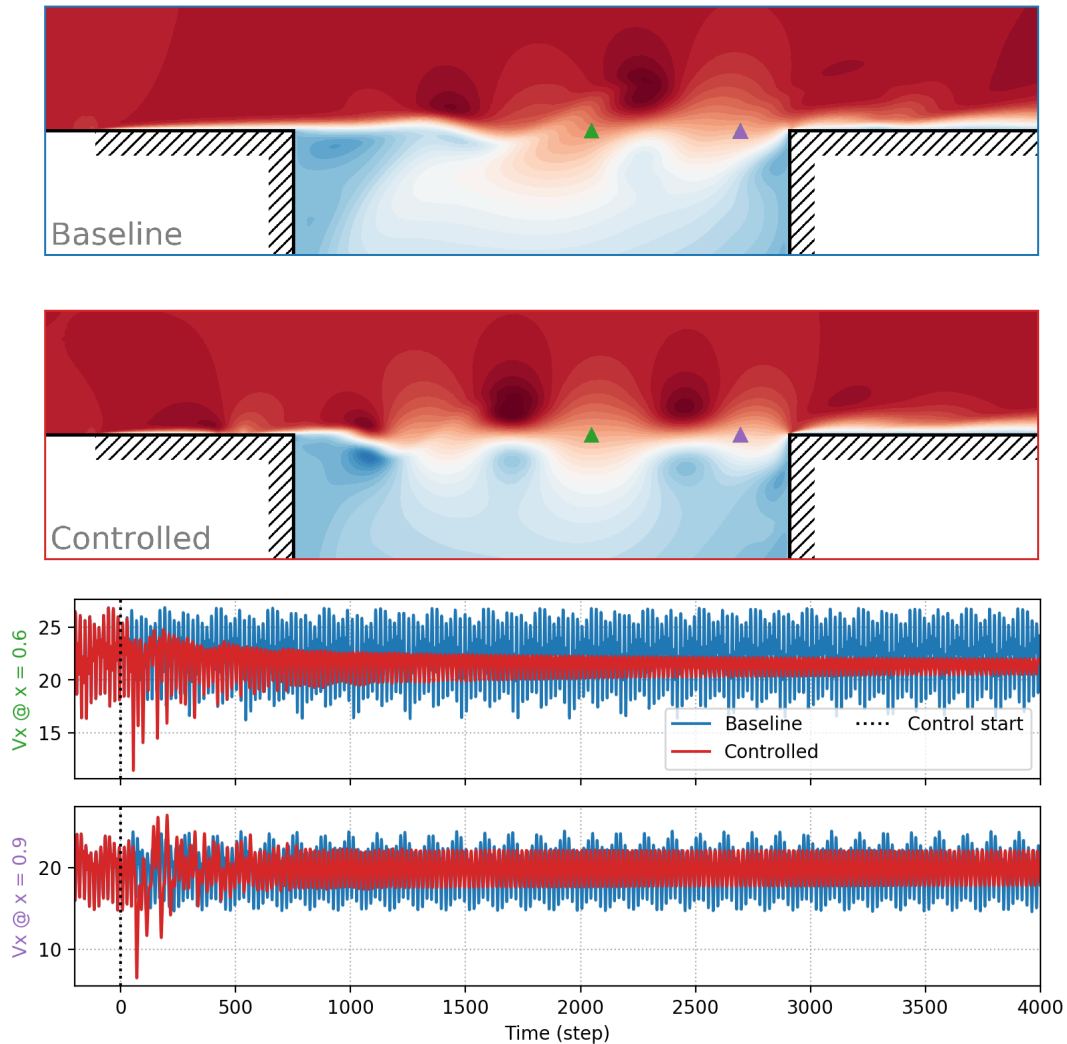 Baseline
Controlled
Vx @ x = 0.6
25
20
15
Baseline
Control start
Controlled
Vx @ x = 0.9
20
10
0 500 1000 1500 2000 2500 3000 3500 4000
Time (step)